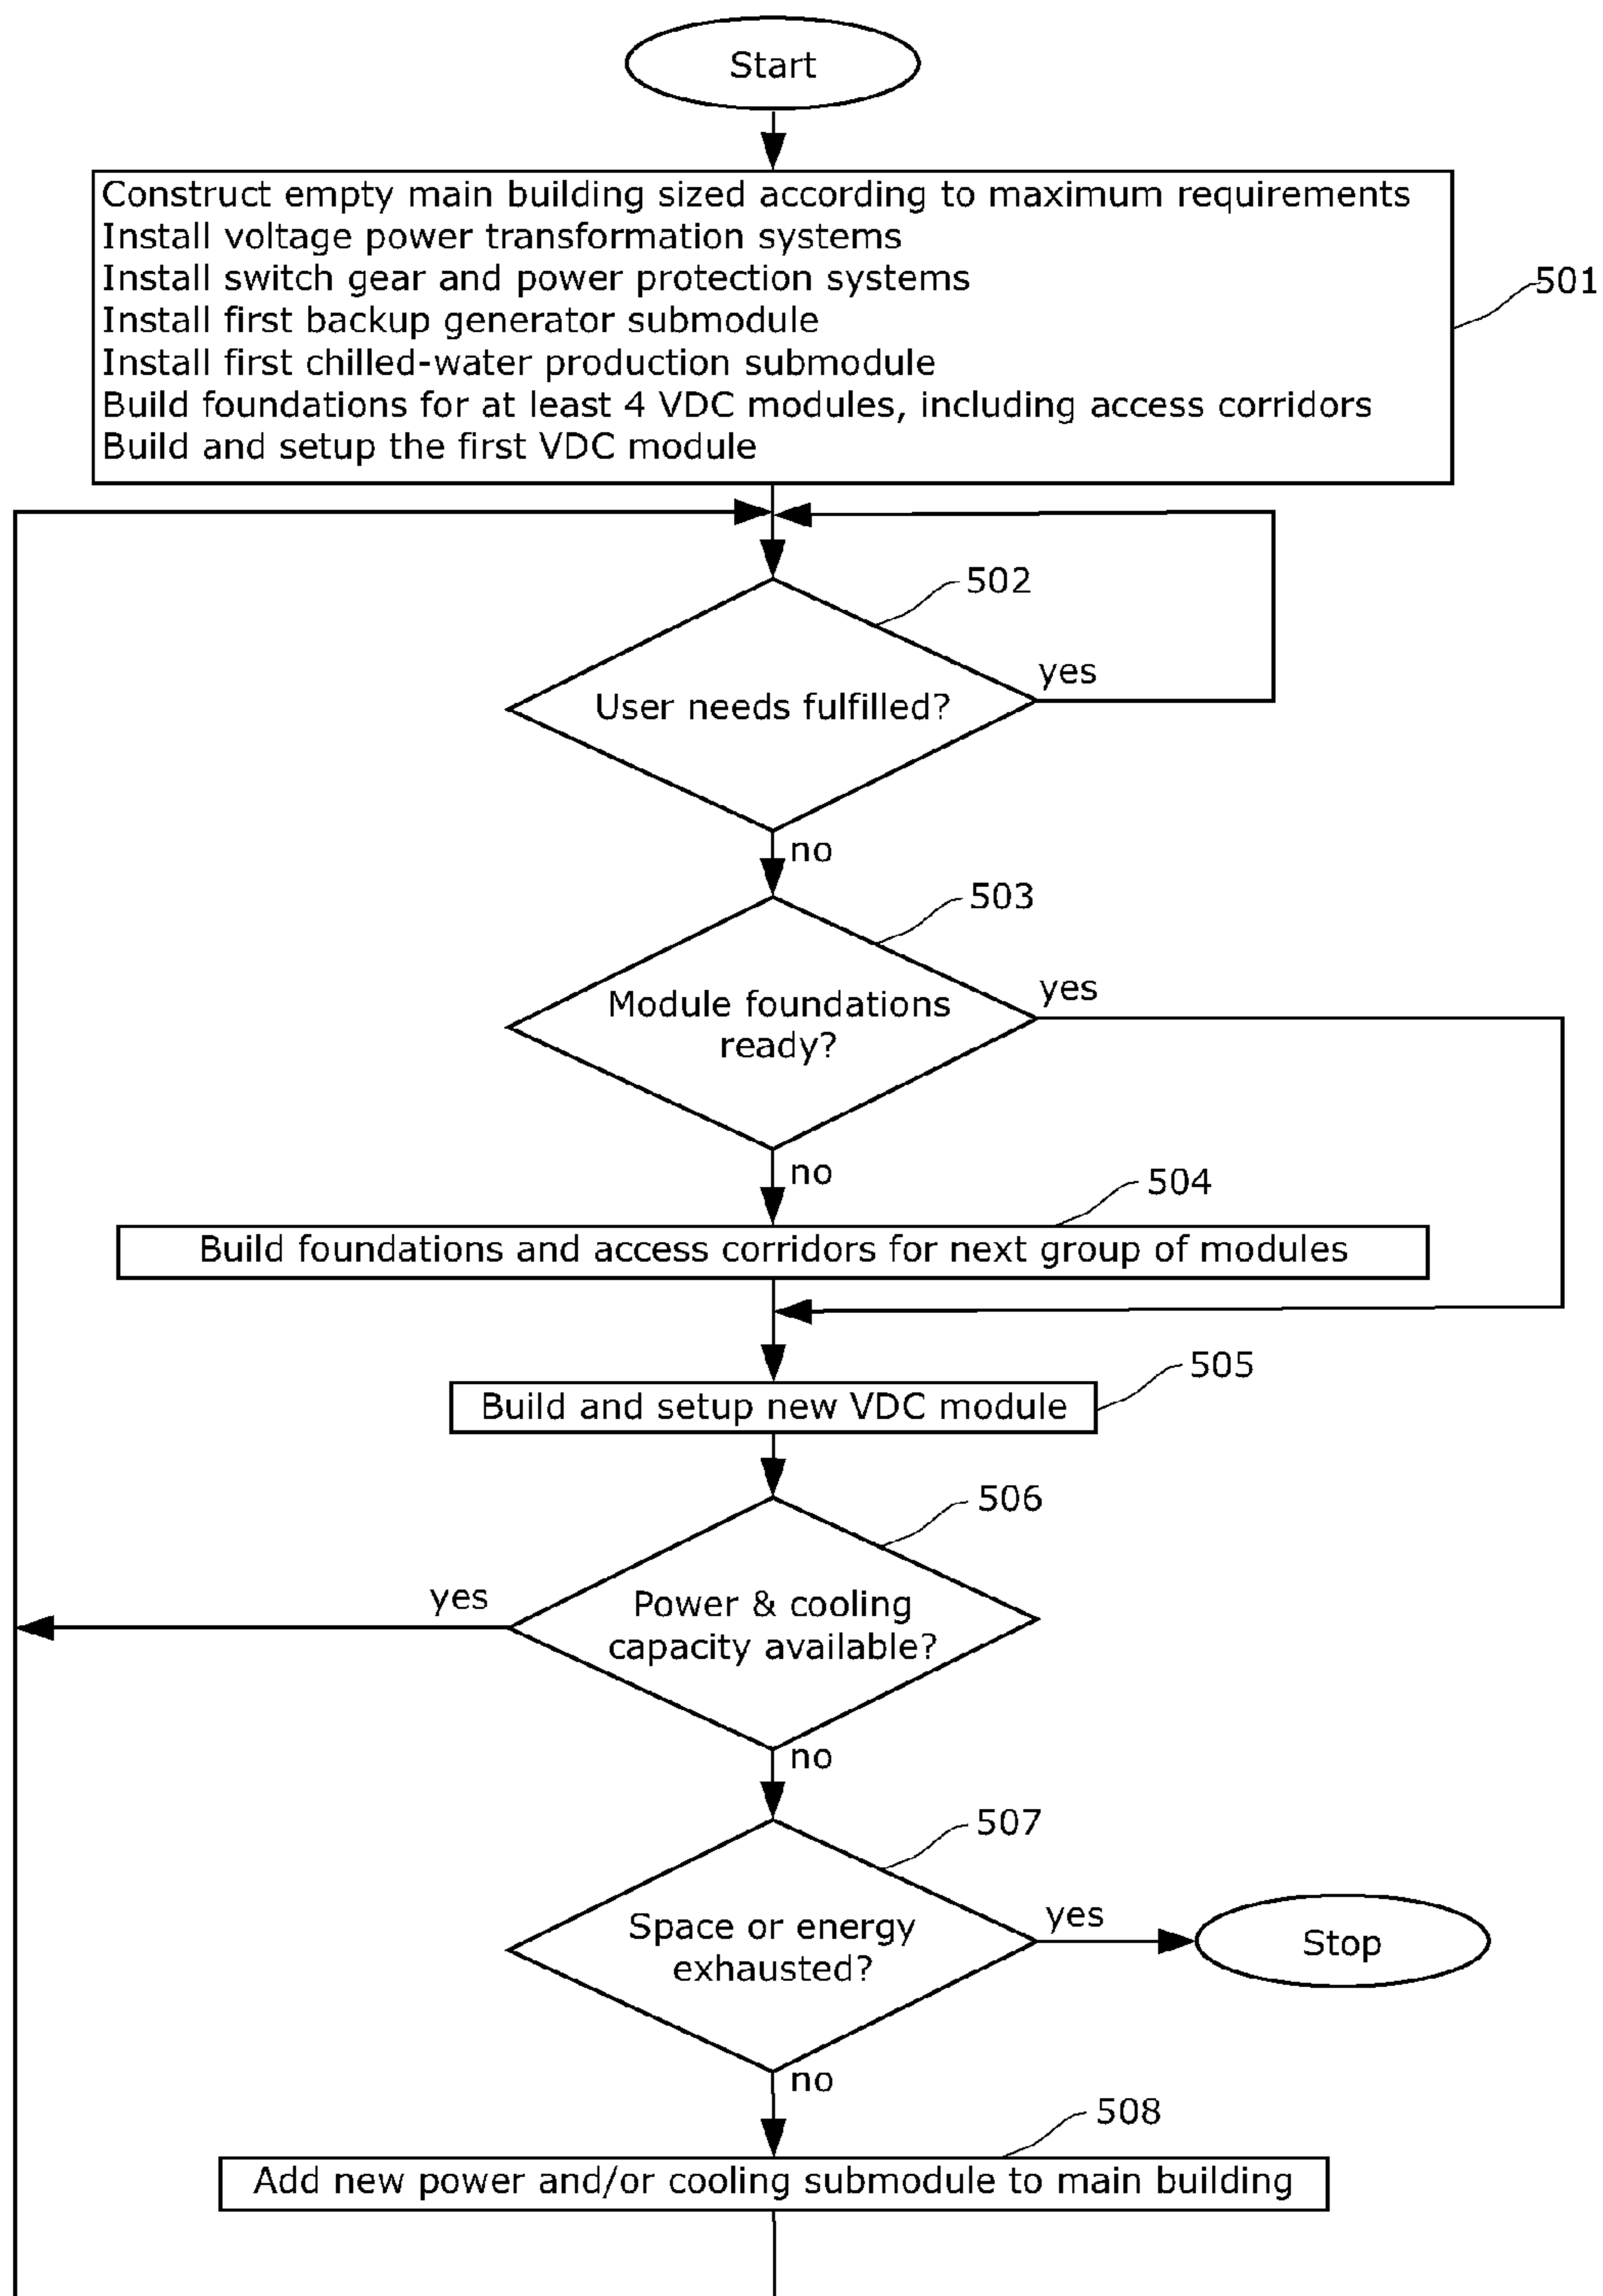 Start
Construct empty main building sized according to maximum requirements
Install voltage power transformation systems
Install switch gear and power protection systems
Install first backup generator submodule
Install first chilled-water production submodule
Build foundations for at least 4 VDC modules, including access corridors
Build and setup the first VDC module
501
502
yes
User needs fulfilled?
no
503
yes
Module foundations
ready?
no
504
Build foundations and access corridors for next group of modules
505
Build and setup new VDC module
506
yes
Power & cooling
capacity available?
no
507
yes
Space or energy
exhausted?
Stop
no
508
Add new power and/or cooling submodule to main building